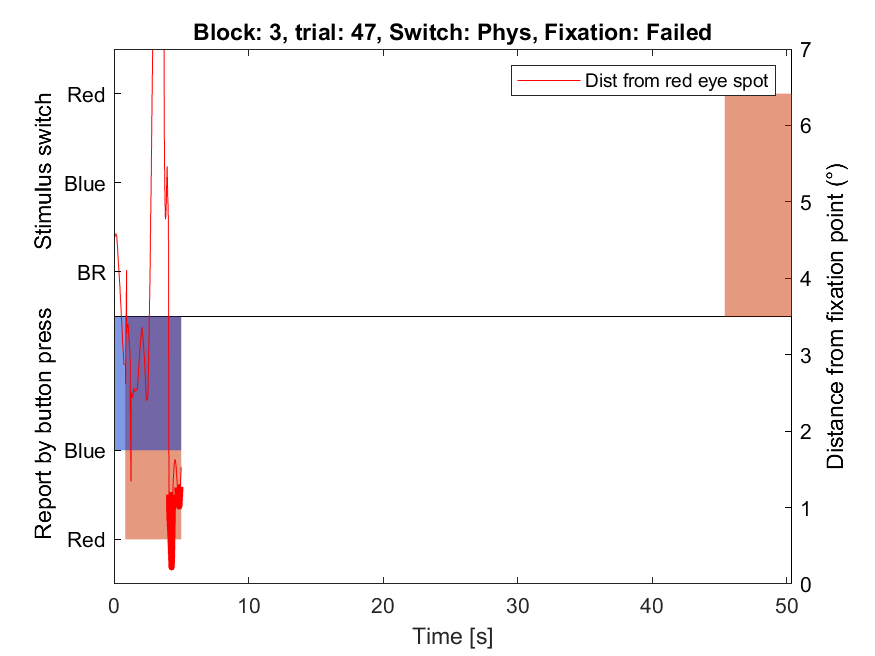 Block: 3, trial: 47, Switch: Phys, Fixation: Failed
Dist from red eye spot
Stimulus switch
Red
Blue
BR
Report by button press
Blue
Red
7
6
5
4
3
2
1
0
Distance from fixation point (°)
0 10 20 30 40 50
Time [s]